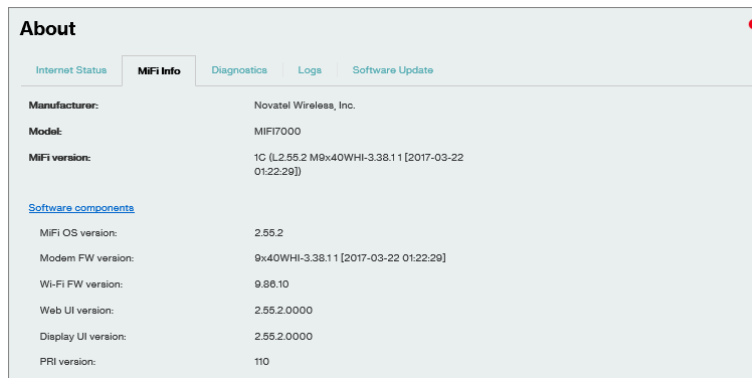 About
Internet Status MiFi Info Diagnostics Logs Software Update
Manufacturer: Novatel Wireless, Inc.
Model: MIFI7000
MiFi version: 1C (L2.55.2 M9x40WHI-3.38.1 1 [2017-03-22
01:22:29])
Software components
MiFi OS version: 2.55.2
Modem FW version: 9x40WHI-3.38.1 1 [2017-03-22 01:22:29]
Wi-Fi FW version: 9.86.10
Web UI version: 2.55.2.0000
Display UI version: 2.55.2.0000
PRI version: 110